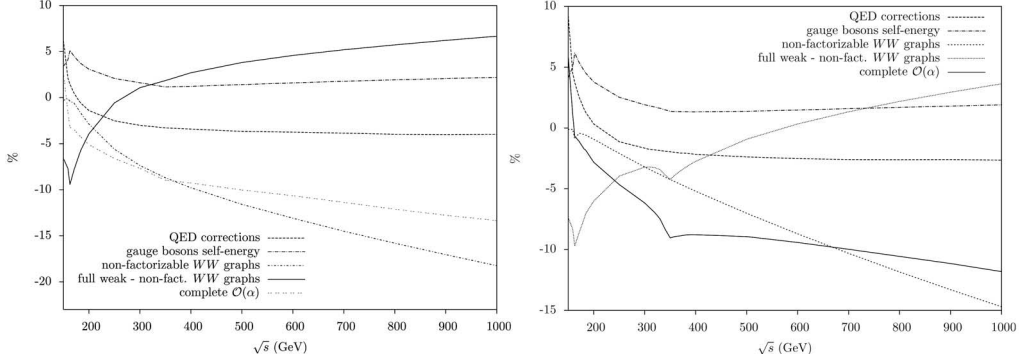 10
5
0
-5
-10
-15
-20
%
QED corrections
gauge bosons self-energy
non-factorizable WW graphs
full weak - non-fact. WW graphs
complete O(α)
200 300 400 500 600 700 800 900 1000
√s (GeV)
10
5
0
-5
-10
-15
%
QED corrections
gauge bosons self-energy
non-factorizable WW graphs
full weak - non-fact. WW graphs
complete O(α)
200 300 400 500 600 700 800 900 1000
√s (GeV)